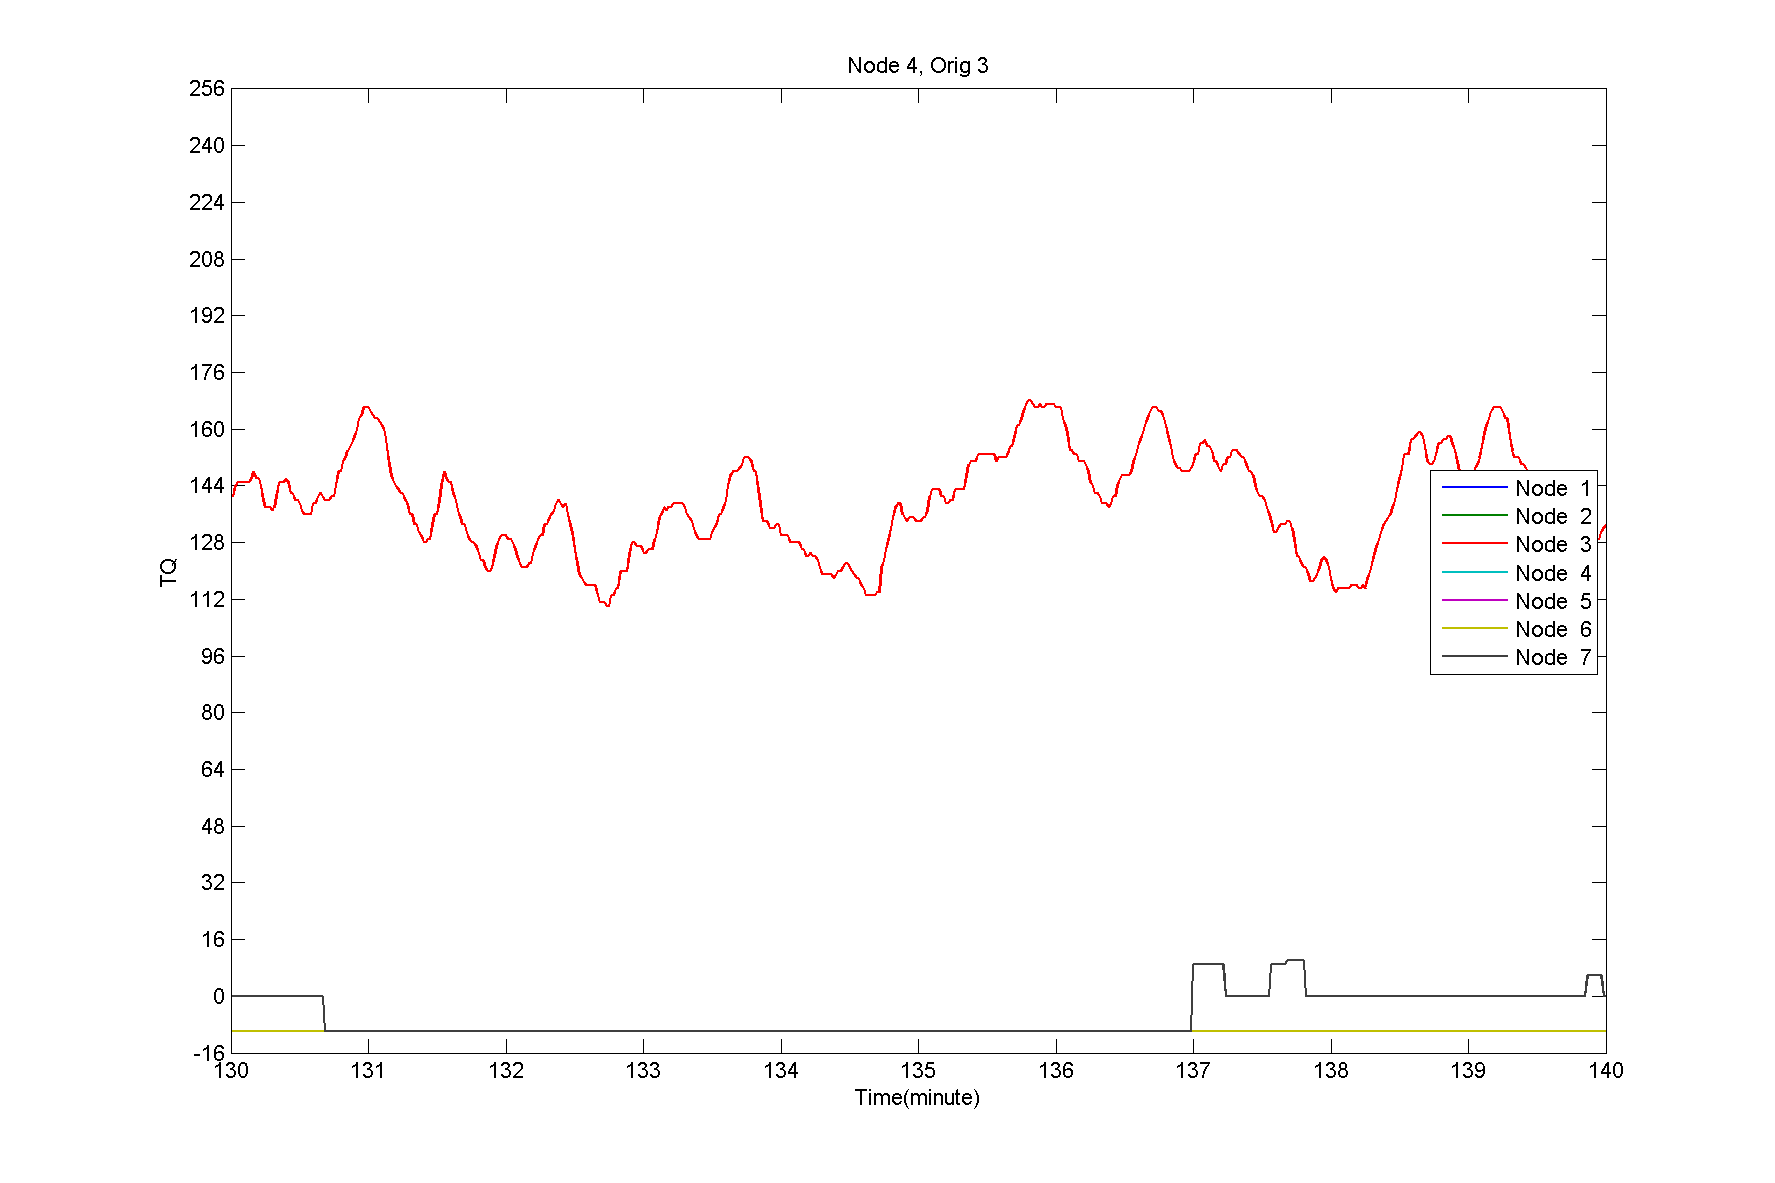 Node 4, Orig 3
256
240
224
208
192
176
160
144
128
112
96
80
64
48
32
16
0
-16
TQ
Node 1
Node 2
Node 3
Node 4
Node 5
Node 6
Node 7
130 131 132 133 134 135 136 137 138 139 140
Time(minute)